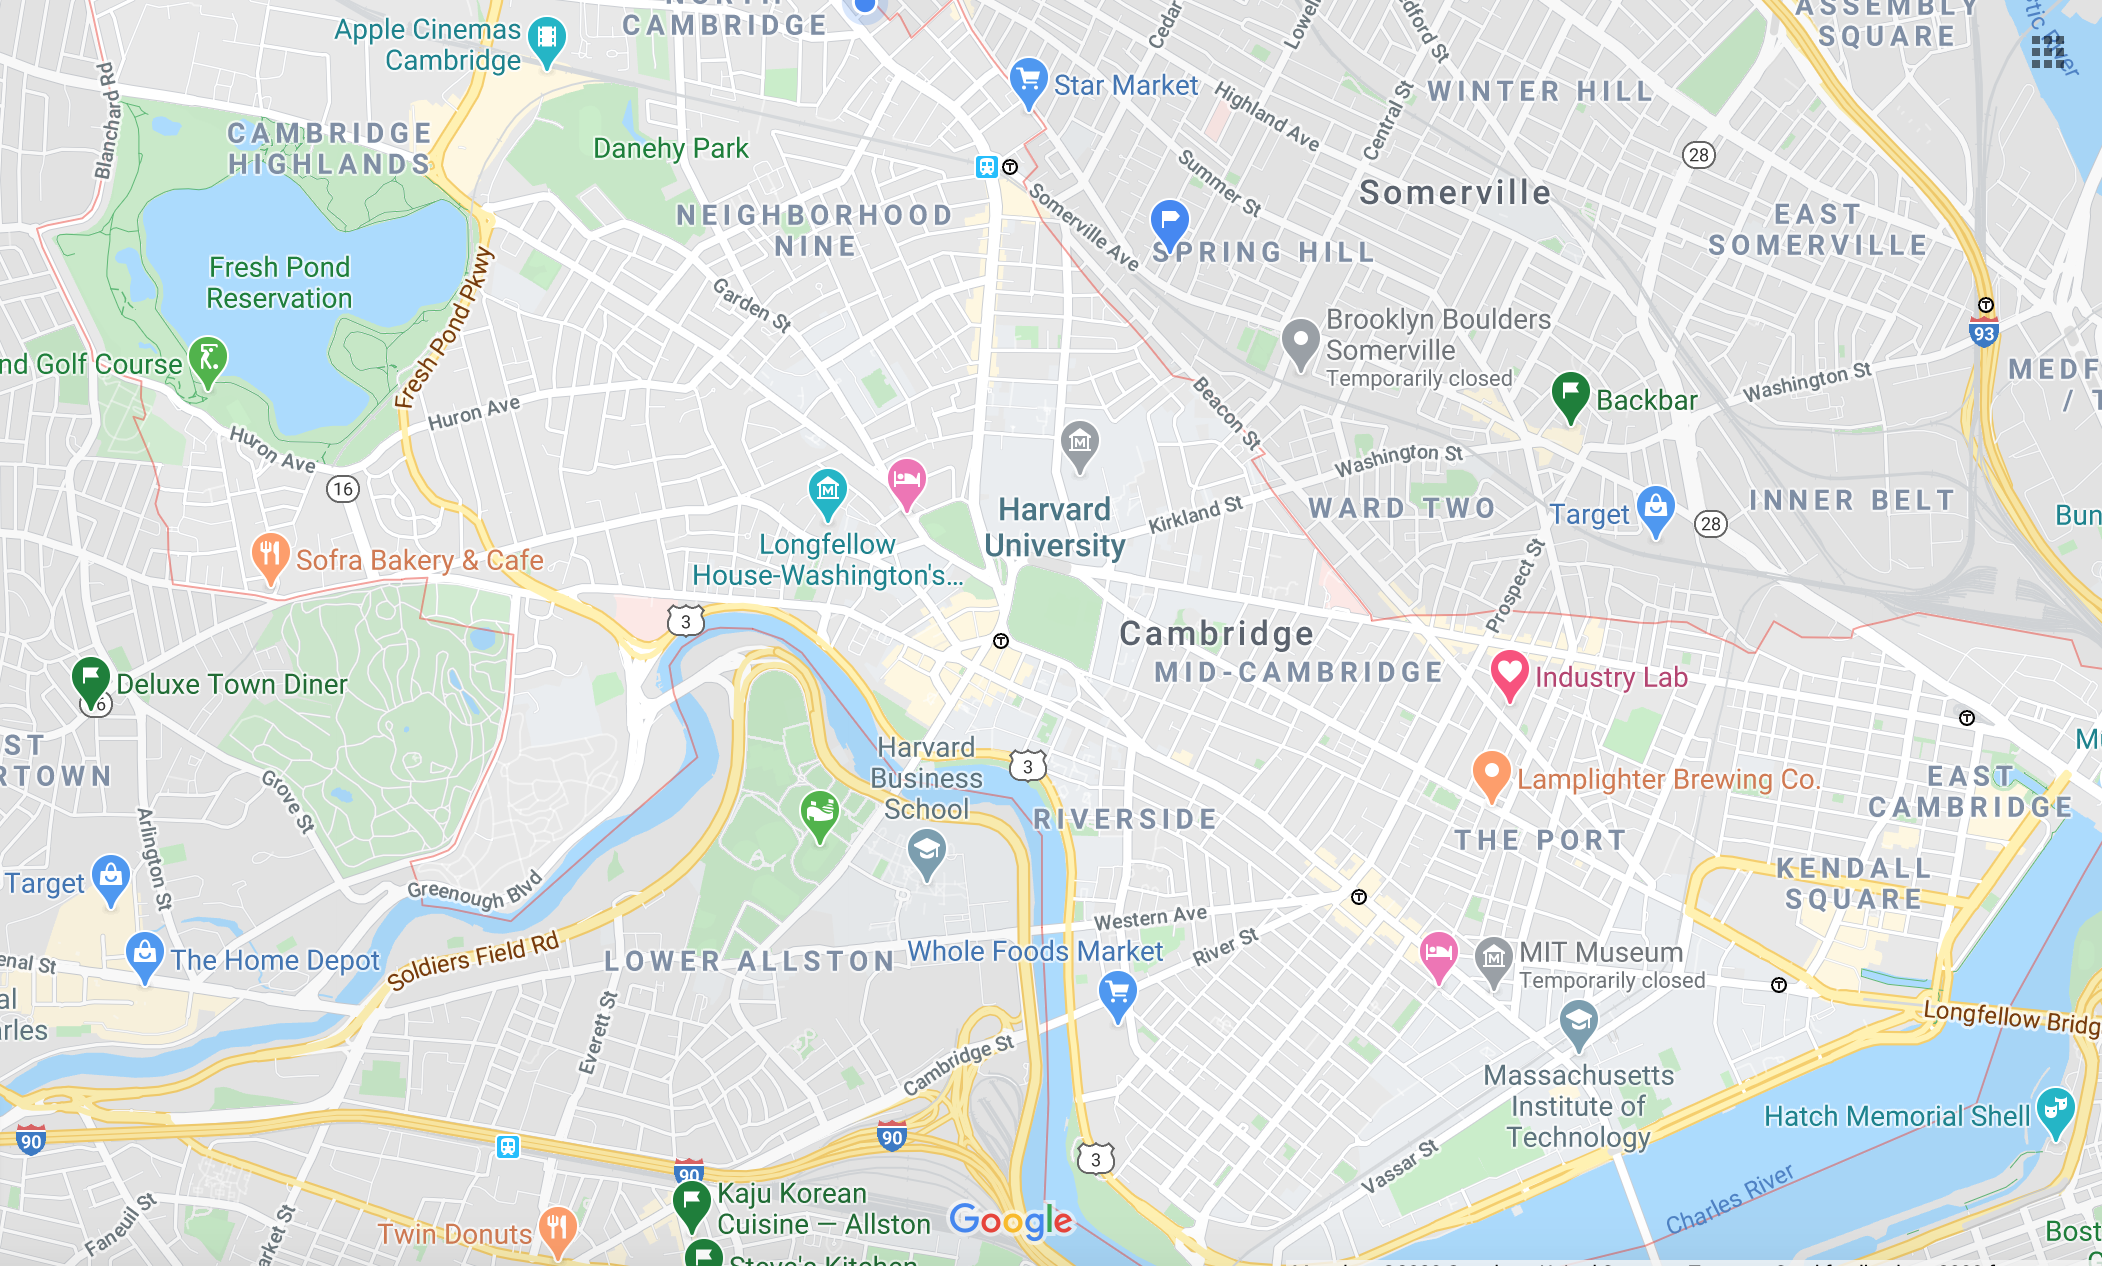 NORTH
CAMBRIDGE
Apple Cinemas
Cambridge
Star Market
Cedar
ASSEMBLY
SQUARE
WINTER HILL
Highland Ave
Central St
Blanchard Rd
CAMBRIDGE
HIGHLANDS
Danehy Park
28
Summer St
Somerville
NEIGHBORHOOD
NINE
Somerville Ave
SPRING HILL
EAST
SOMERVILLE
Fresh Pond
Reservation
Fresh Pond Pkwy
Garden St
Brooklyn Boulders
Somerville
Temporarily closed
93
nd Golf Course
Huron Ave
Huron Ave
Beacon St
Backbar
Washington St
MEDF
/ T
16
Washington St
WARD TWO
INNER BELT
Target
28
Bun
Harvard
University
Kirkland St
Longfellow
House-Washington's...
Sofra Bakery & Cafe
Prospect St
3
Cambridge
MID-CAMBRIDGE
Industry Lab
Deluxe Town Diner
6
ST
RTOWN
Grove St
Harvard
Business
School
3
RIVERSIDE
Lamplighter Brewing Co.
THE PORT
EAST
CAMBRIDGE
KENDALL
SQUARE
M
Arlington St
Target
Greenough Blvd
Western Ave
Whole Foods Market
River St
The Home Depot
enal St
al
rles
Soldiers Field Rd
LOWER ALLSTON
MIT Museum
Temporarily closed
Longfellow Bridg
Everett St
Cambridge St
Massachusetts
Institute of
Technology
Hatch Memorial Shell
90
90
90
3
Vassar St
Charles River
Kaju Korean
Cuisine — Allston
Google
Twin Donuts
Faneuil St
arket St
Steve's Kitchen
Bost